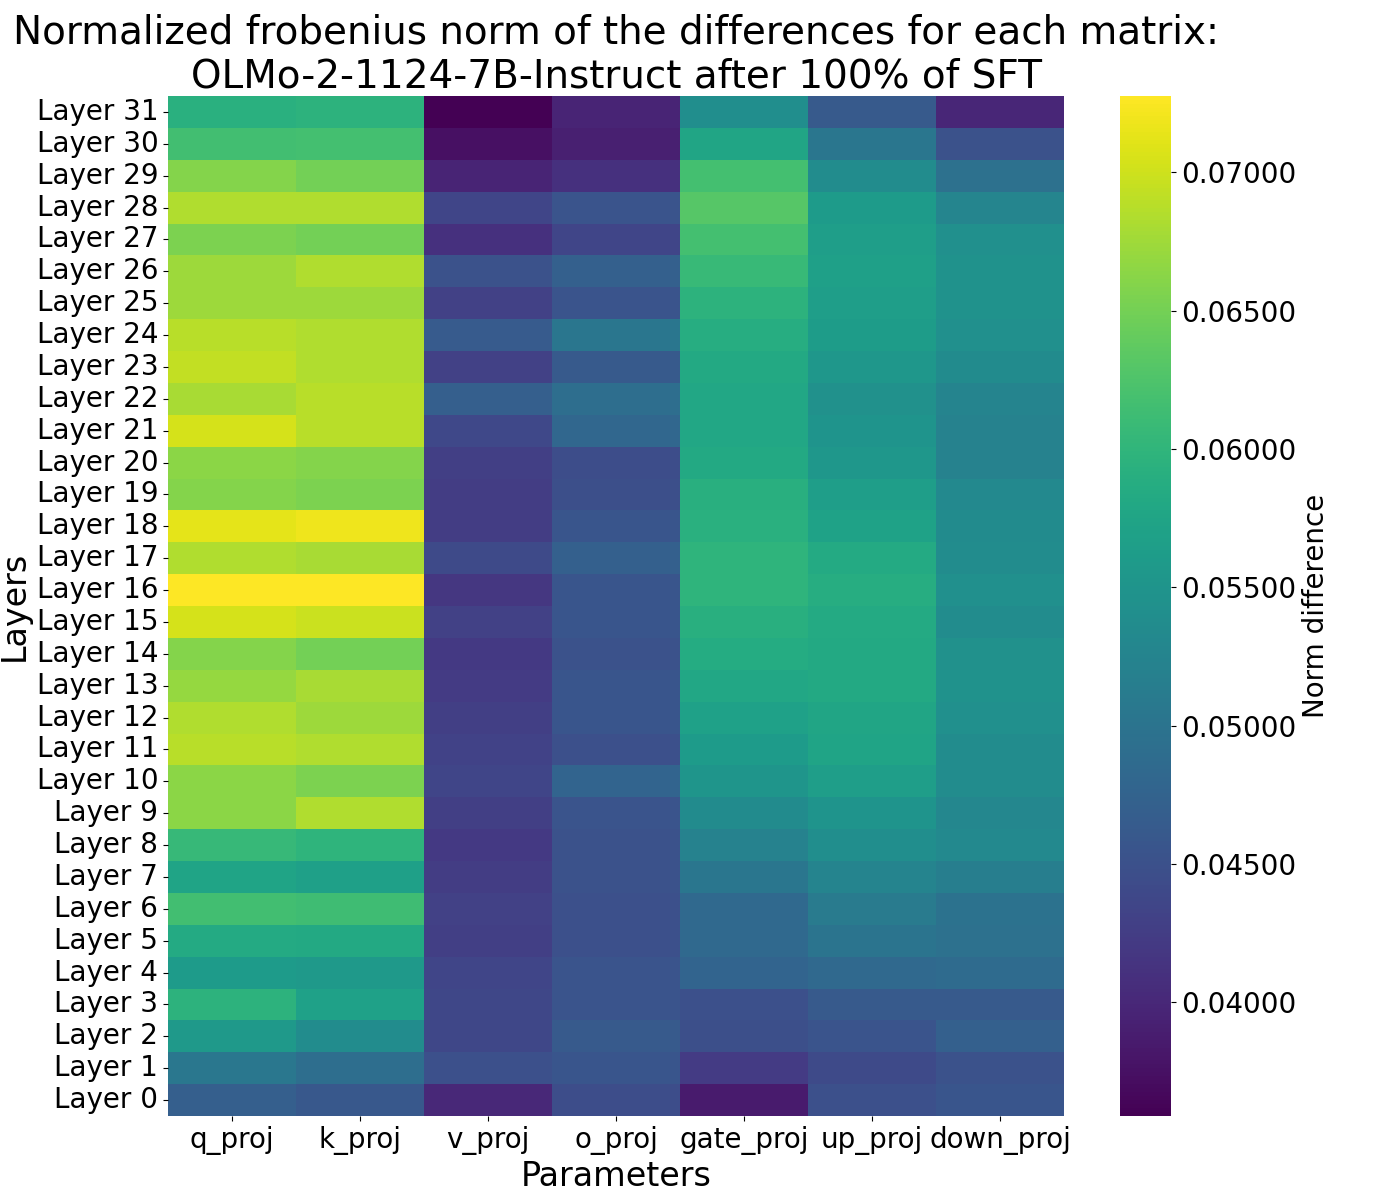 Normalized frobenius norm of the differences for each matrix:
OLMo-2-1124-7B-Instruct after 100% of SFT
Layer 31
Layer 30
Layer 29
Layer 28
Layer 27
Layer 26
Layer 25
Layer 24
Layer 23
Layer 22
Layer 21
Layer 20
Layer 19
Layer 18
Layer 17
Layer 16
Layer 15
Layer 14
Layer 13
Layer 12
Layer 11
Layer 10
Layer 9
Layer 8
Layer 7
Layer 6
Layer 5
Layer 4
Layer 3
Layer 2
Layer 1
Layer 0
Layers
q_proj k_proj v_proj o_proj gate_proj up_proj down_proj
Parameters
0.07000
0.06500
0.06000
0.05500
0.05000
0.04500
0.04000
Norm difference